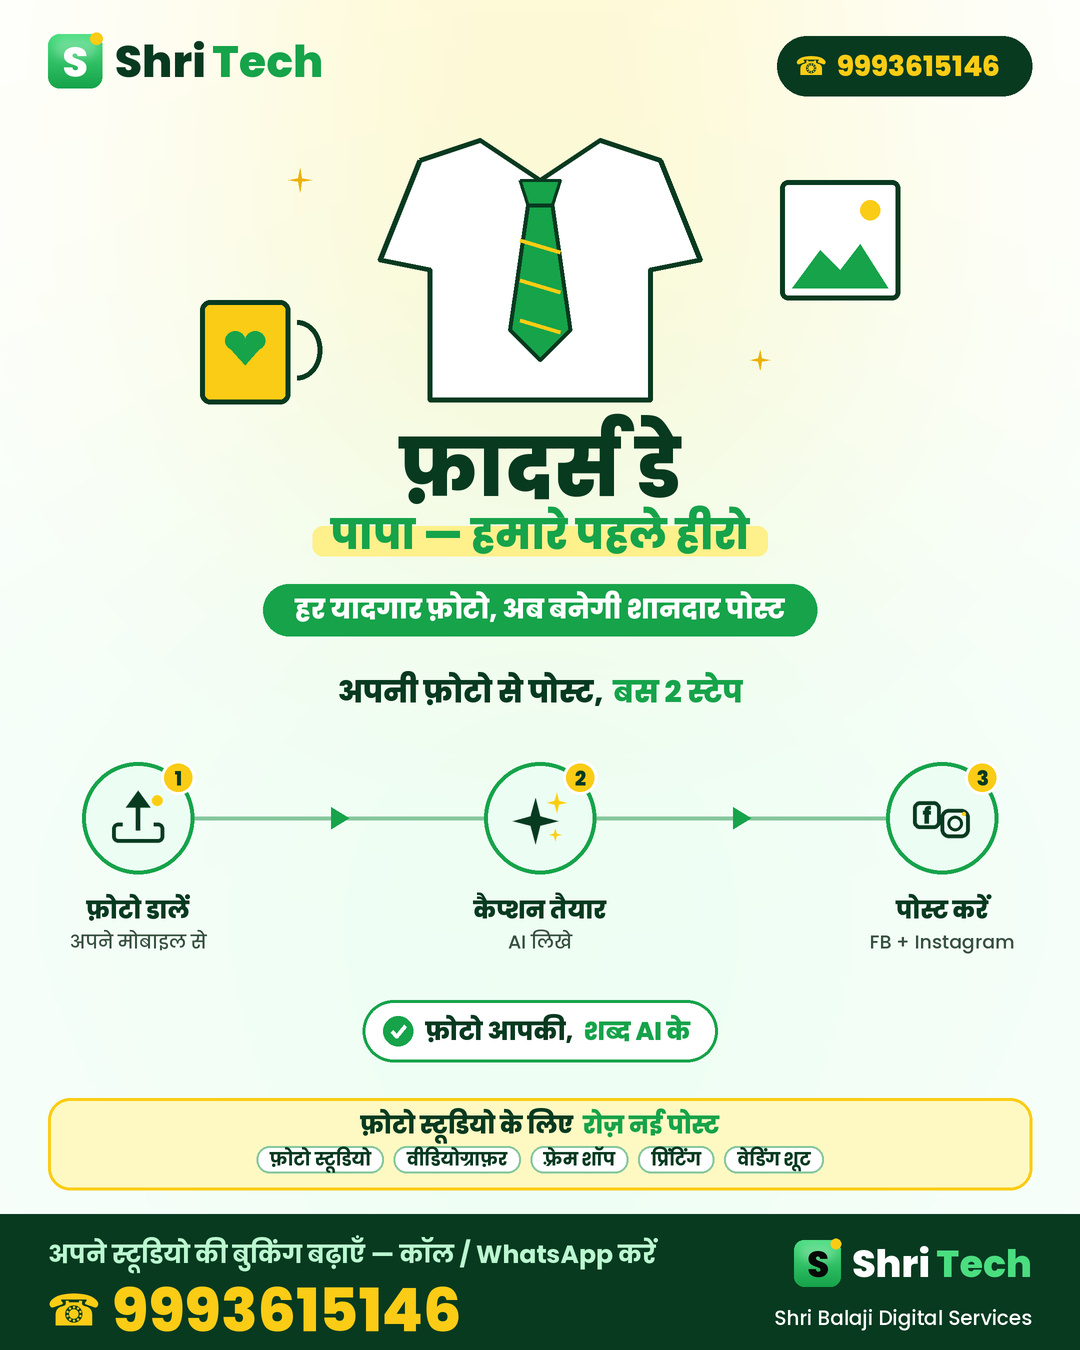 S Shri Tech
☎ 9993615146
फ़ादर्स डे
पापा — हमारे पहले हीरो
हर यादगार फ़ोटो, अब बनेगी शानदार पोस्ट
अपनी फ़ोटो से पोस्ट, बस 2 स्टेप
1
2
3
फ़ोटो डालें
अपने मोबाइल से
कैप्शन तैयार
AI लिखे
पोस्ट करें
FB + Instagram
फ़ोटो आपकी, शब्द AI के
फ़ोटो स्टूडियो के लिए रोज़ नई पोस्ट
फ़ोटो स्टूडियो वीडियोग्राफ़र फ़्रेम शॉप प्रिंटिंग वेडिंग शूट
अपने स्टूडियो की बुकिंग बढ़ाएँ — कॉल / WhatsApp करें
☎ 9993615146
S Shri Tech
Shri Balaji Digital Services